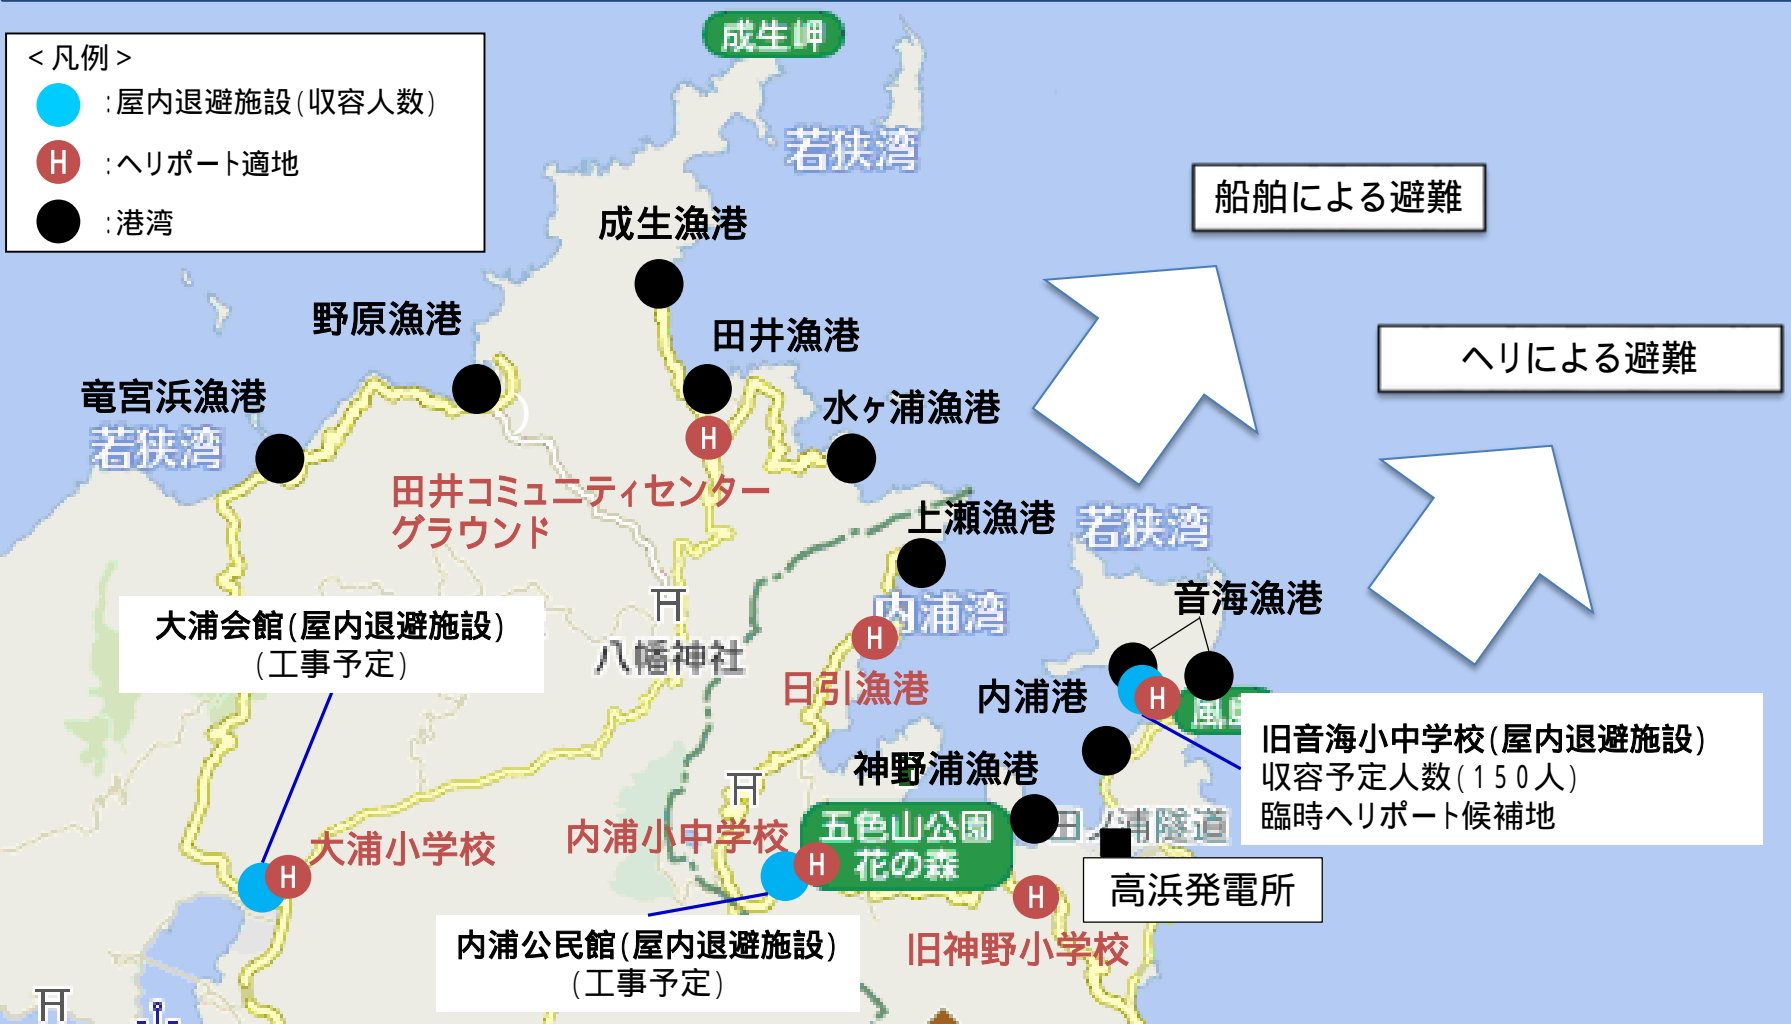 成生岬
＜凡例＞
:屋内退避施設(収容人数)
H :ヘリポート適地
:港湾
若狭湾
船舶による避難
成生漁港
野原漁港
田井漁港
ヘリによる避難
竜宮浜漁港
水ヶ浦漁港
若狭湾
H
田井コミュニティセンター
グラウンド
上瀬漁港
若狭湾
内浦湾
音海漁港
大浦会館(屋内退避施設)
(工事予定)
八幡神社
H
日引漁港
内浦港
H
旧音海小中学校(屋内退避施設)
収容予定人数(150人)
臨時ヘリポート候補地
神野浦漁港
大浦小学校
H
内浦小中学校
H
五色山公園
花の森
高浜発電所
H
旧神野小学校
内浦公民館(屋内退避施設)
(工事予定)